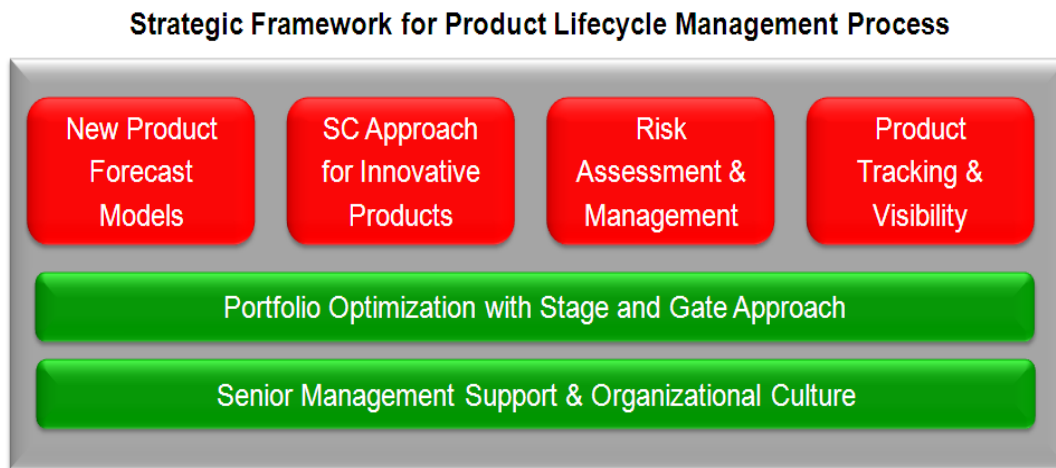 Strategic Framework for Product Lifecycle Management Process
New Product
Forecast
Models
SC Approach
for Innovative
Products
Risk
Assessment &
Management
Product
Tracking &
Visibility
Portfolio Optimization with Stage and Gate Approach
Senior Management Support & Organizational Culture